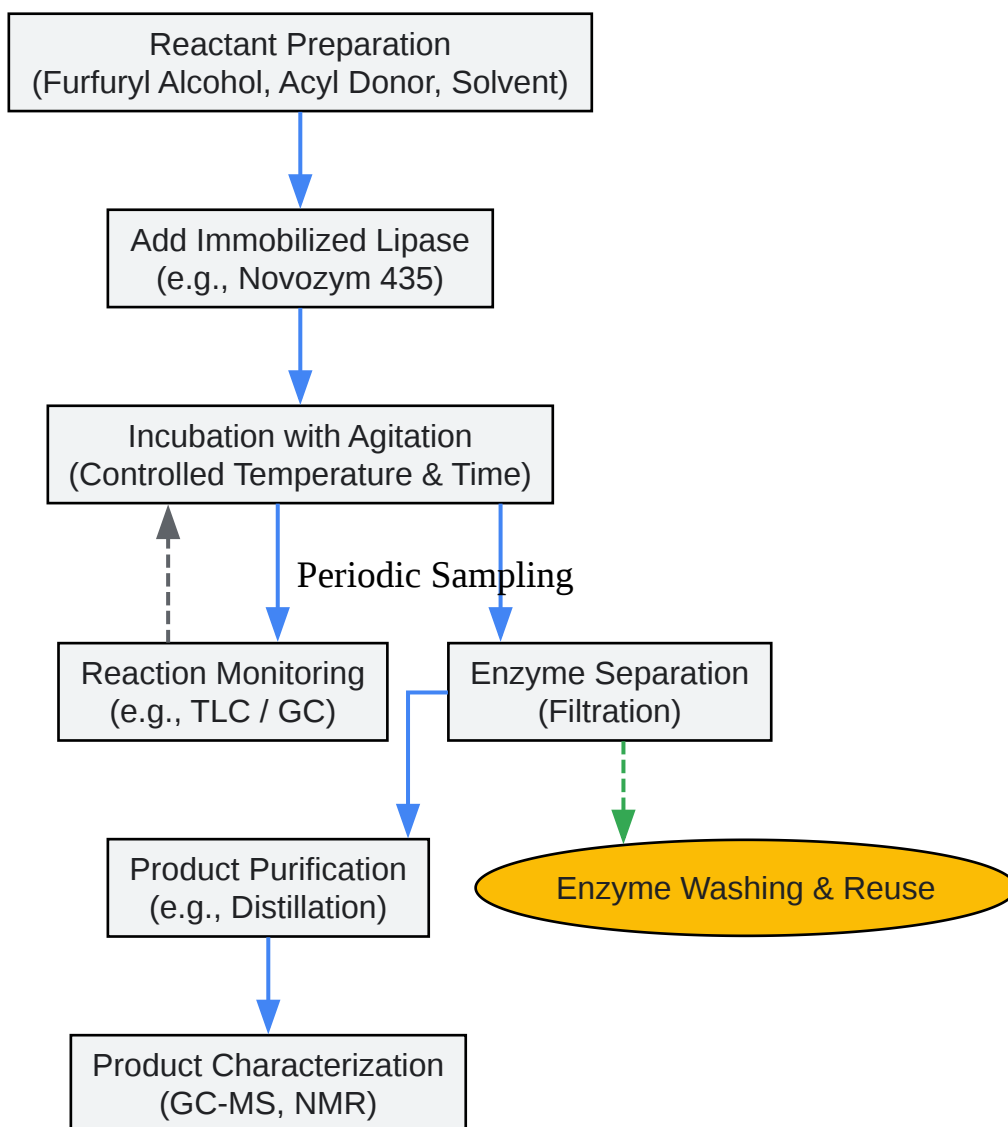 Reactant Preparation
(Furfuryl Alcohol, Acyl Donor, Solvent)
Add Immobilized Lipase
(e.g., Novozym 435)
Incubation with Agitation
(Controlled Temperature & Time)
Periodic Sampling
Reaction Monitoring
(e.g., TLC / GC)
Enzyme Separation
(Filtration)
Product Purification
(e.g., Distillation)
Enzyme Washing & Reuse
Product Characterization
(GC-MS, NMR)